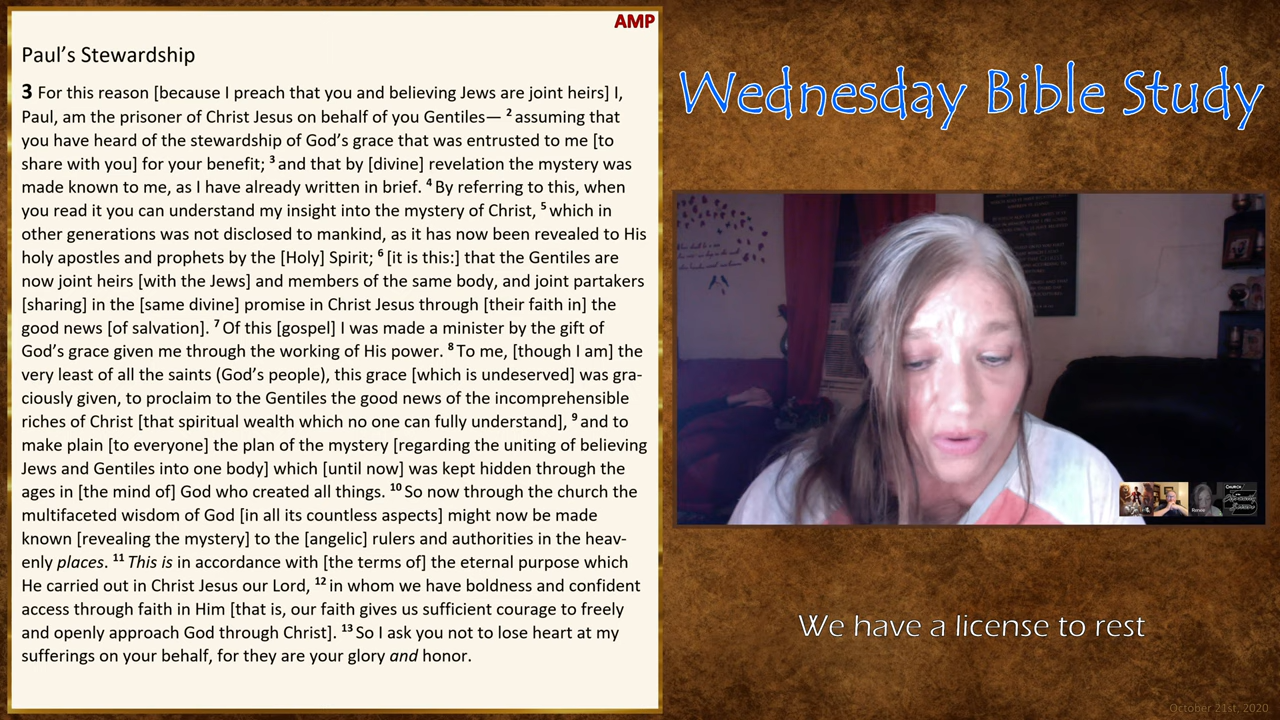 AMP
Paul’s Stewardship
3 For this reason [because I preach that you and believing Jews are joint heirs] I,
Paul, am the prisoner of Christ Jesus on behalf of you Gentiles— 2 assuming that
you have heard of the stewardship of God’s grace that was entrusted to me [to
share with you] for your benefit; 3 and that by [divine] revelation the mystery was
made known to me, as I have already written in brief. 4 By referring to this, when
you read it you can understand my insight into the mystery of Christ, 5 which in
other generations was not disclosed to mankind, as it has now been revealed to His
holy apostles and prophets by the [Holy] Spirit; 6 [it is this:] that the Gentiles are
now joint heirs [with the Jews] and members of the same body, and joint partakers
[sharing] in the [same divine] promise in Christ Jesus through [their faith in] the
good news [of salvation]. 7 Of this [gospel] I was made a minister by the gift of
God’s grace given me through the working of His power. 8 To me, [though I am] the
very least of all the saints (God’s people), this grace [which is undeserved] was gra-
ciously given, to proclaim to the Gentiles the good news of the incomprehensible
riches of Christ [that spiritual wealth which no one can fully understand], 9 and to
make plain [to everyone] the plan of the mystery [regarding the uniting of believing
Jews and Gentiles into one body] which [until now] was kept hidden through the
ages in [the mind of] God who created all things. 10 So now through the church the
multifaceted wisdom of God [in all its countless aspects] might now be made
known [revealing the mystery] to the [angelic] rulers and authorities in the heav-
enly places. 11 This is in accordance with [the terms of] the eternal purpose which
He carried out in Christ Jesus our Lord, 12 in whom we have boldness and confident
access through faith in Him [that is, our faith gives us sufficient courage to freely
and openly approach God through Christ]. 13 So I ask you not to lose heart at my
sufferings on your behalf, for they are your glory and honor.
Wednesday Bible Study
Renee
CHURCH
We have a license to rest
October 21st, 2020